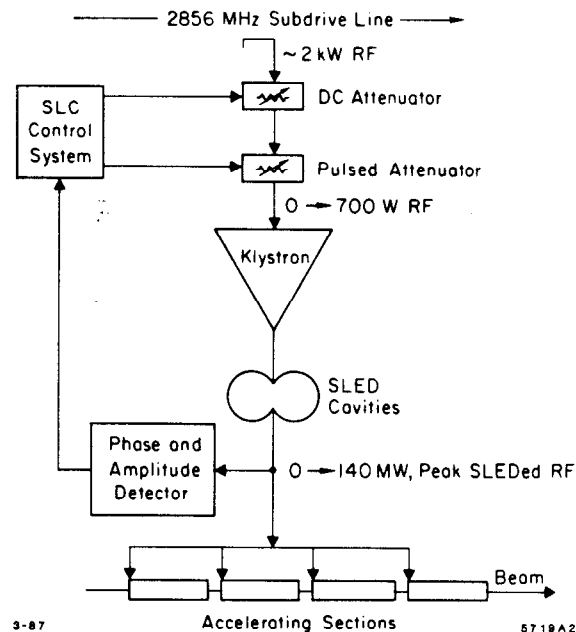 2856 MHz Subdrive Line
~2 kW RF
SLC
Control
System
DC Attenuator
Pulsed Attenuator
0 → 700 W RF
Klystron
SLED
Cavities
Phase and
Amplitude
Detector
0 → 140 MW, Peak SLEDed RF
Beam
Accelerating Sections
3-87
5719A2